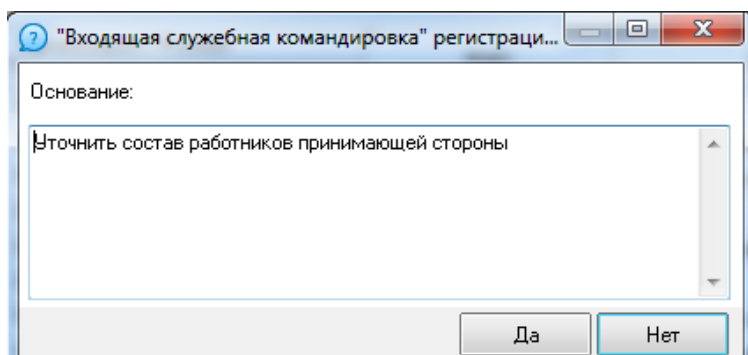 "Входящая служебная командировка" регистраци...
Основание:
Уточнить состав работников принимающей стороны
Да
Нет